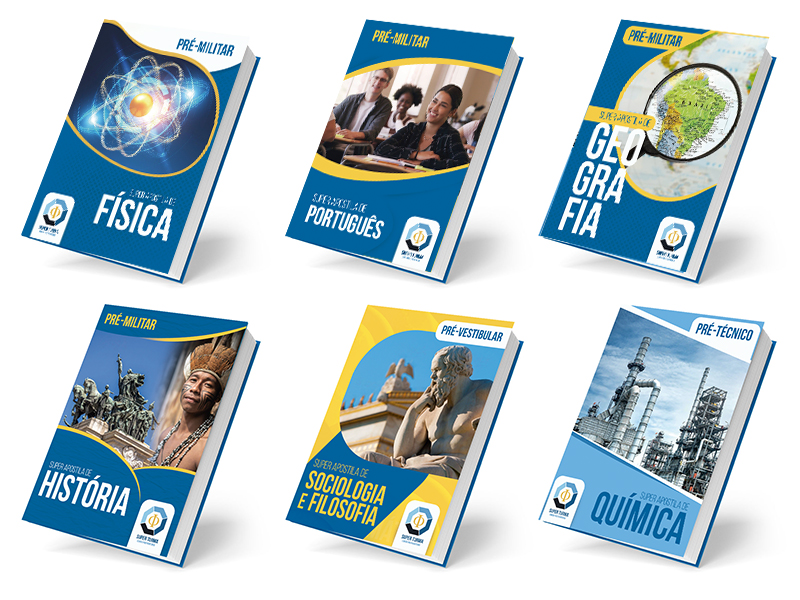 PRÉ-MILITAR
SUPER APOSTILA DE
FÍSICA
SUPER TURMA
PRÉ-MILITAR
SUPER APOSTILA DE
PORTUGUÊS
SUPER TURMA
PRÉ-MILITAR
SUPER APOSTILA DE
GEO
GRÁ
FIA
BRASIL
SUPER TURMA
PRÉ-MILITAR
SUPER APOSTILA DE
HISTÓRIA
SUPER TURMA
PRÉ-VESTIBULAR
SUPER APOSTILA DE
SOCIOLOGIA
E FILOSOFIA
SUPER TURMA
PRÉ-TÉCNICO
SUPER APOSTILA DE
QUÍMICA
SUPER TURMA